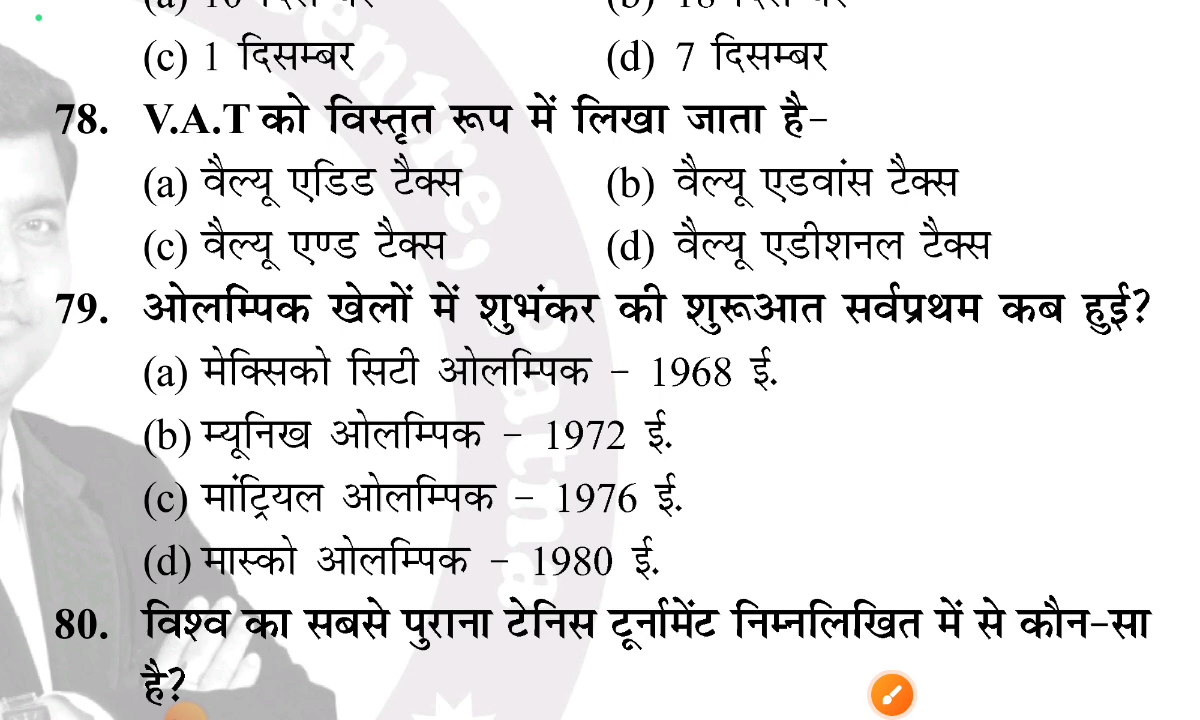 (c) 1 दिसम्बर (d) 7 दिसम्बर
78. V.A.T को विस्तृत रूप में लिखा जाता है-
(a) वैल्यू एडिड टैक्स (b) वैल्यू एडवांस टैक्स
(c) वैल्यू एण्ड टैक्स (d) वैल्यू एडीशनल टैक्स
79. ओलम्पिक खेलों में शुभंकर की शुरूआत सर्वप्रथम कब हुई?
(a) मेक्सिको सिटी ओलम्पिक - 1968 ई.
(b) म्यूनिख ओलम्पिक - 1972 ई.
(c) मांट्रियल ओलम्पिक - 1976 ई.
(d) मास्को ओलम्पिक - 1980 ई.
80. विश्व का सबसे पुराना टेनिस टूर्नामेंट निम्नलिखित में से कौन-सा
है?